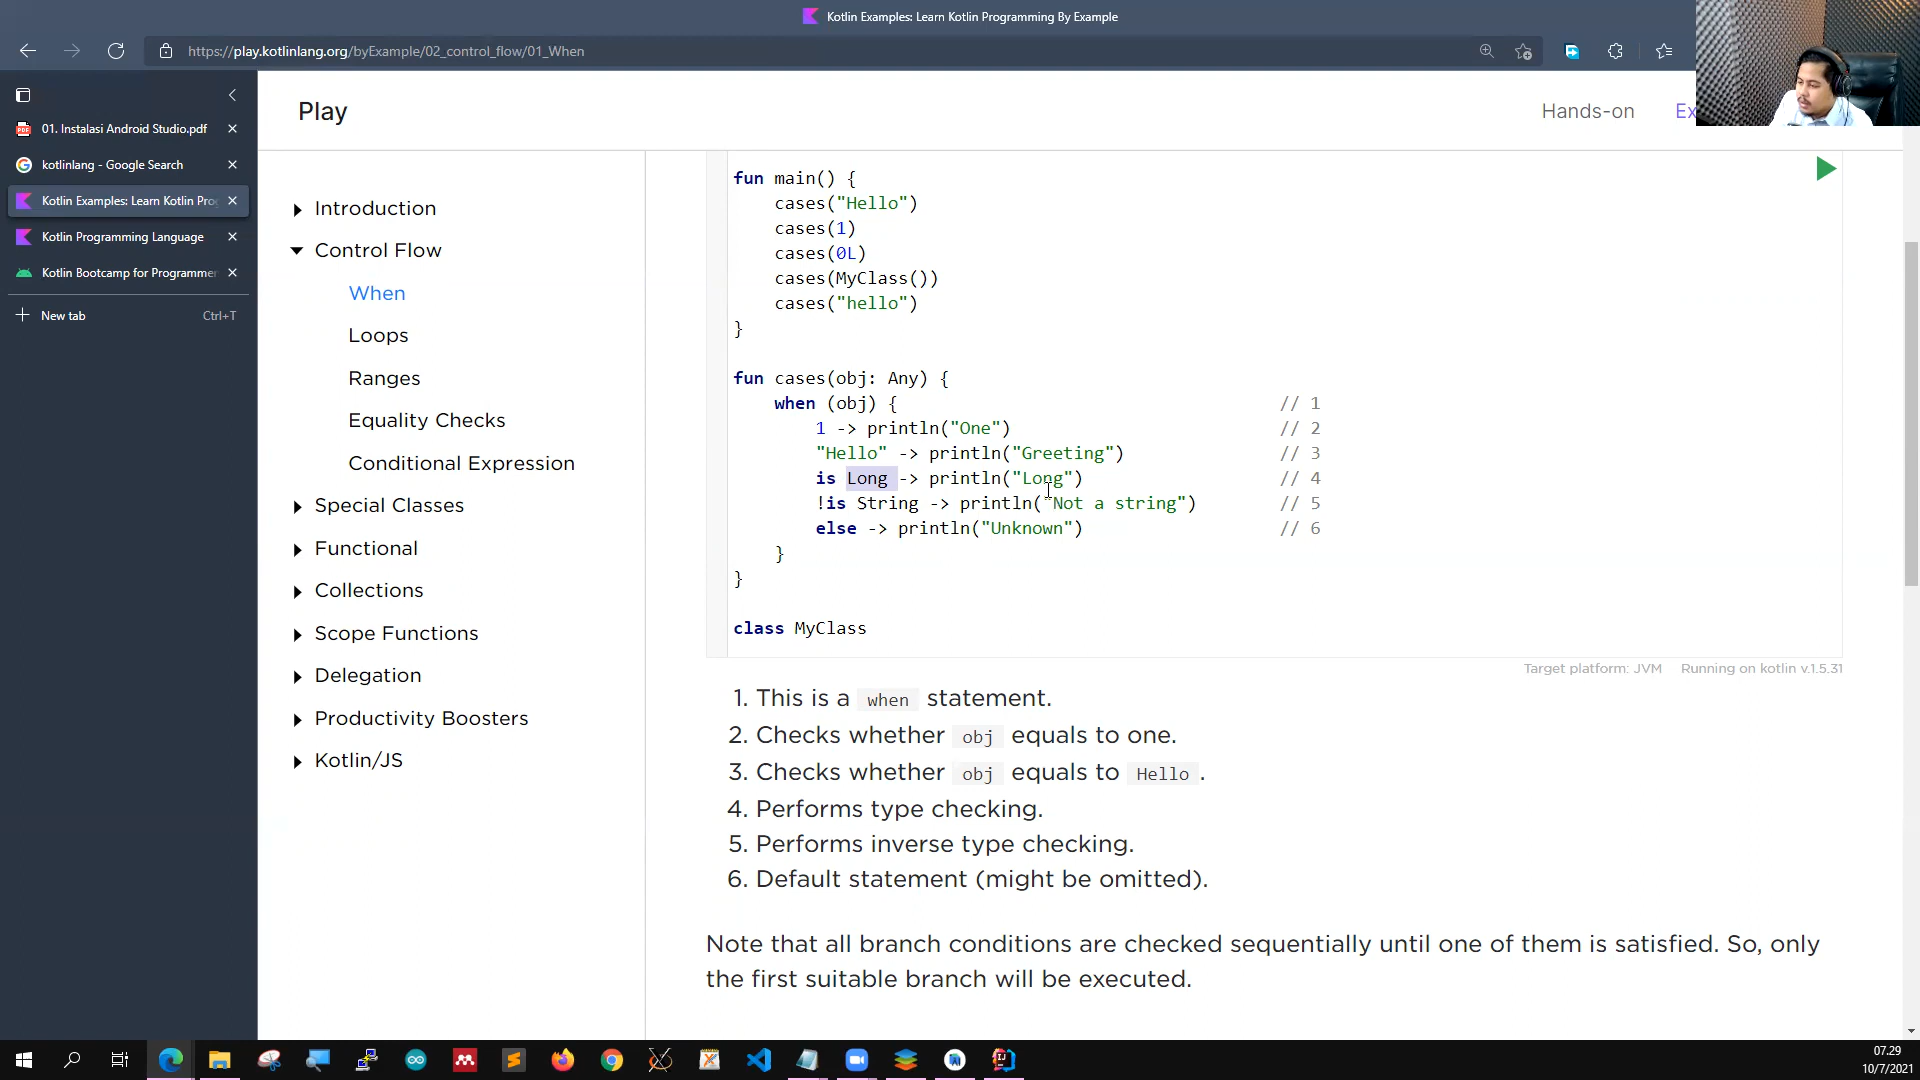 Kotlin Examples: Learn Kotlin Programming By Example
https://play.kotlinlang.org/byExample/02_control_flow/01_When
01. Instalasi Android Studio.pdf
kotlinlang - Google Search
Kotlin Examples: Learn Kotlin Pro
Kotlin Programming Language
Kotlin Bootcamp for Programmer
New tab Ctrl+T
Play
Hands-on Ex
Introduction
Control Flow
When
Loops
Ranges
Equality Checks
Conditional Expression
Special Classes
Functional
Collections
Scope Functions
Delegation
Productivity Boosters
Kotlin/JS
fun main() {
cases("Hello")
cases(1)
cases(0L)
cases(MyClass())
cases("hello")
}
fun cases(obj: Any) {
when (obj) { // 1
1 -> println("One") // 2
"Hello" -> println("Greeting") // 3
is Long -> println("Long") // 4
!is String -> println("Not a string") // 5
else -> println("Unknown") // 6
}
}
class MyClass
Target platform: JVM Running on kotlin v.1.5.31
1. This is a when statement.
2. Checks whether obj equals to one.
3. Checks whether obj equals to Hello .
4. Performs type checking.
5. Performs inverse type checking.
6. Default statement (might be omitted).
Note that all branch conditions are checked sequentially until one of them is satisfied. So, only
the first suitable branch will be executed.
07.29
10/7/2021